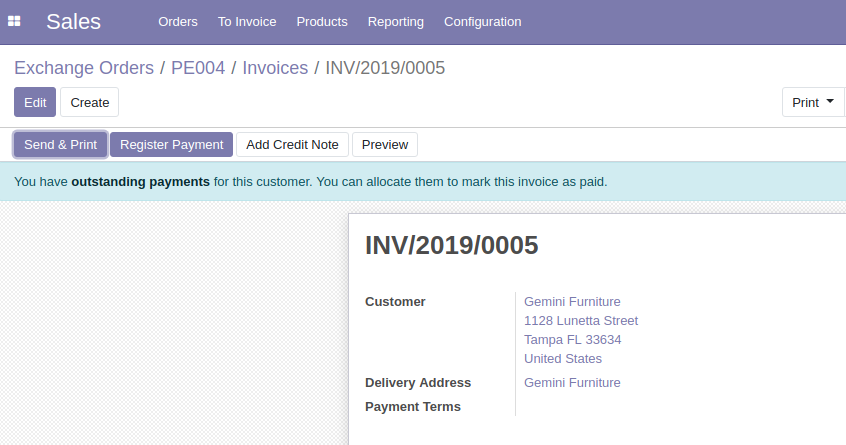 Sales Orders To Invoice Products Reporting Configuration
Exchange Orders / PE004 / Invoices / INV/2019/0005
Edit Create Print
Send & Print Register Payment Add Credit Note Preview
You have outstanding payments for this customer. You can allocate them to mark this invoice as paid.
INV/2019/0005
Customer Gemini Furniture
1128 Lunetta Street
Tampa FL 33634
United States
Delivery Address Gemini Furniture
Payment Terms